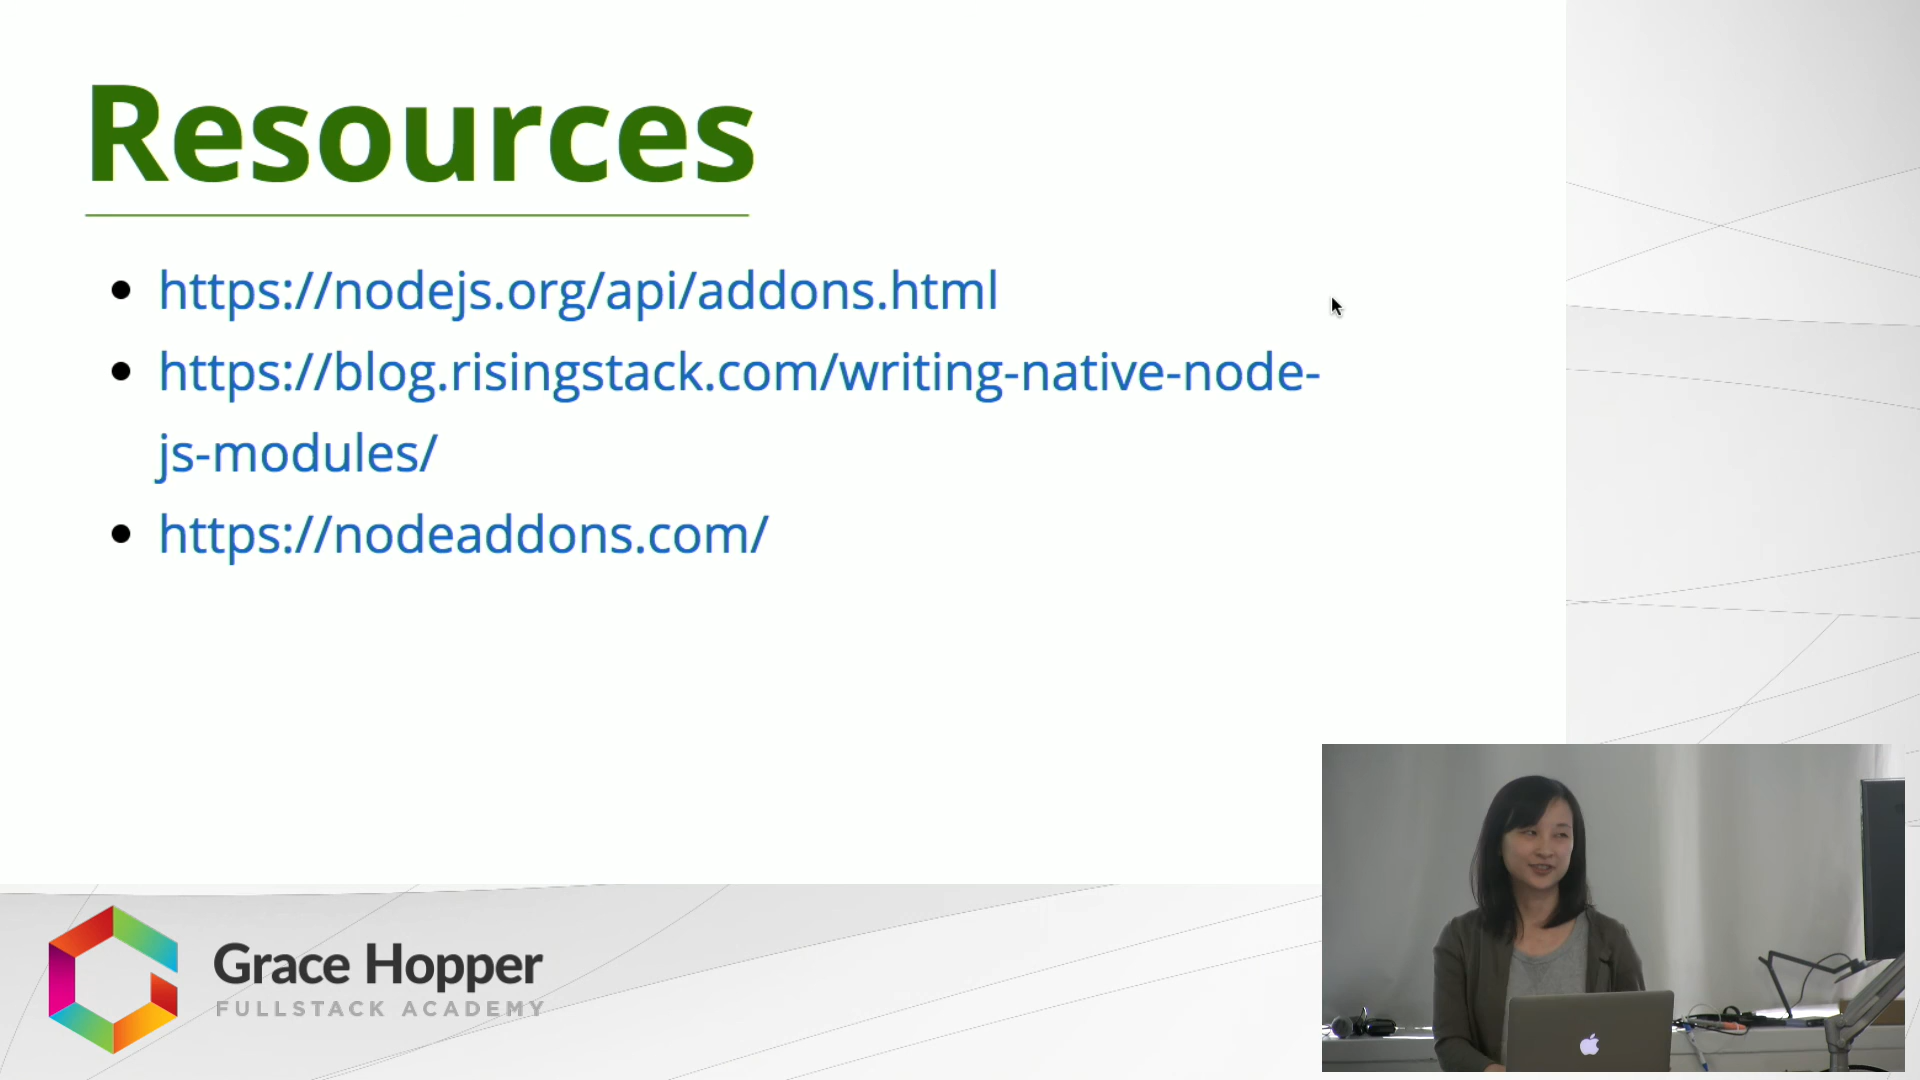 Resources
https://nodejs.org/api/addons.html
https://blog.risingstack.com/writing-native-node-
js-modules/
https://nodeaddons.com/
Grace Hopper
FULLSTACK ACADEMY